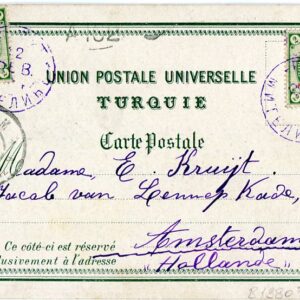 UNION POSTALE UNIVERSELLE
TURQUIE
Carte Postale
Madame E. Kruijt.
Jacob van Lennep Kade,
Amsterdam
"Hollande"
Ce côté-ci est réservé
exclusivement à l'adresse